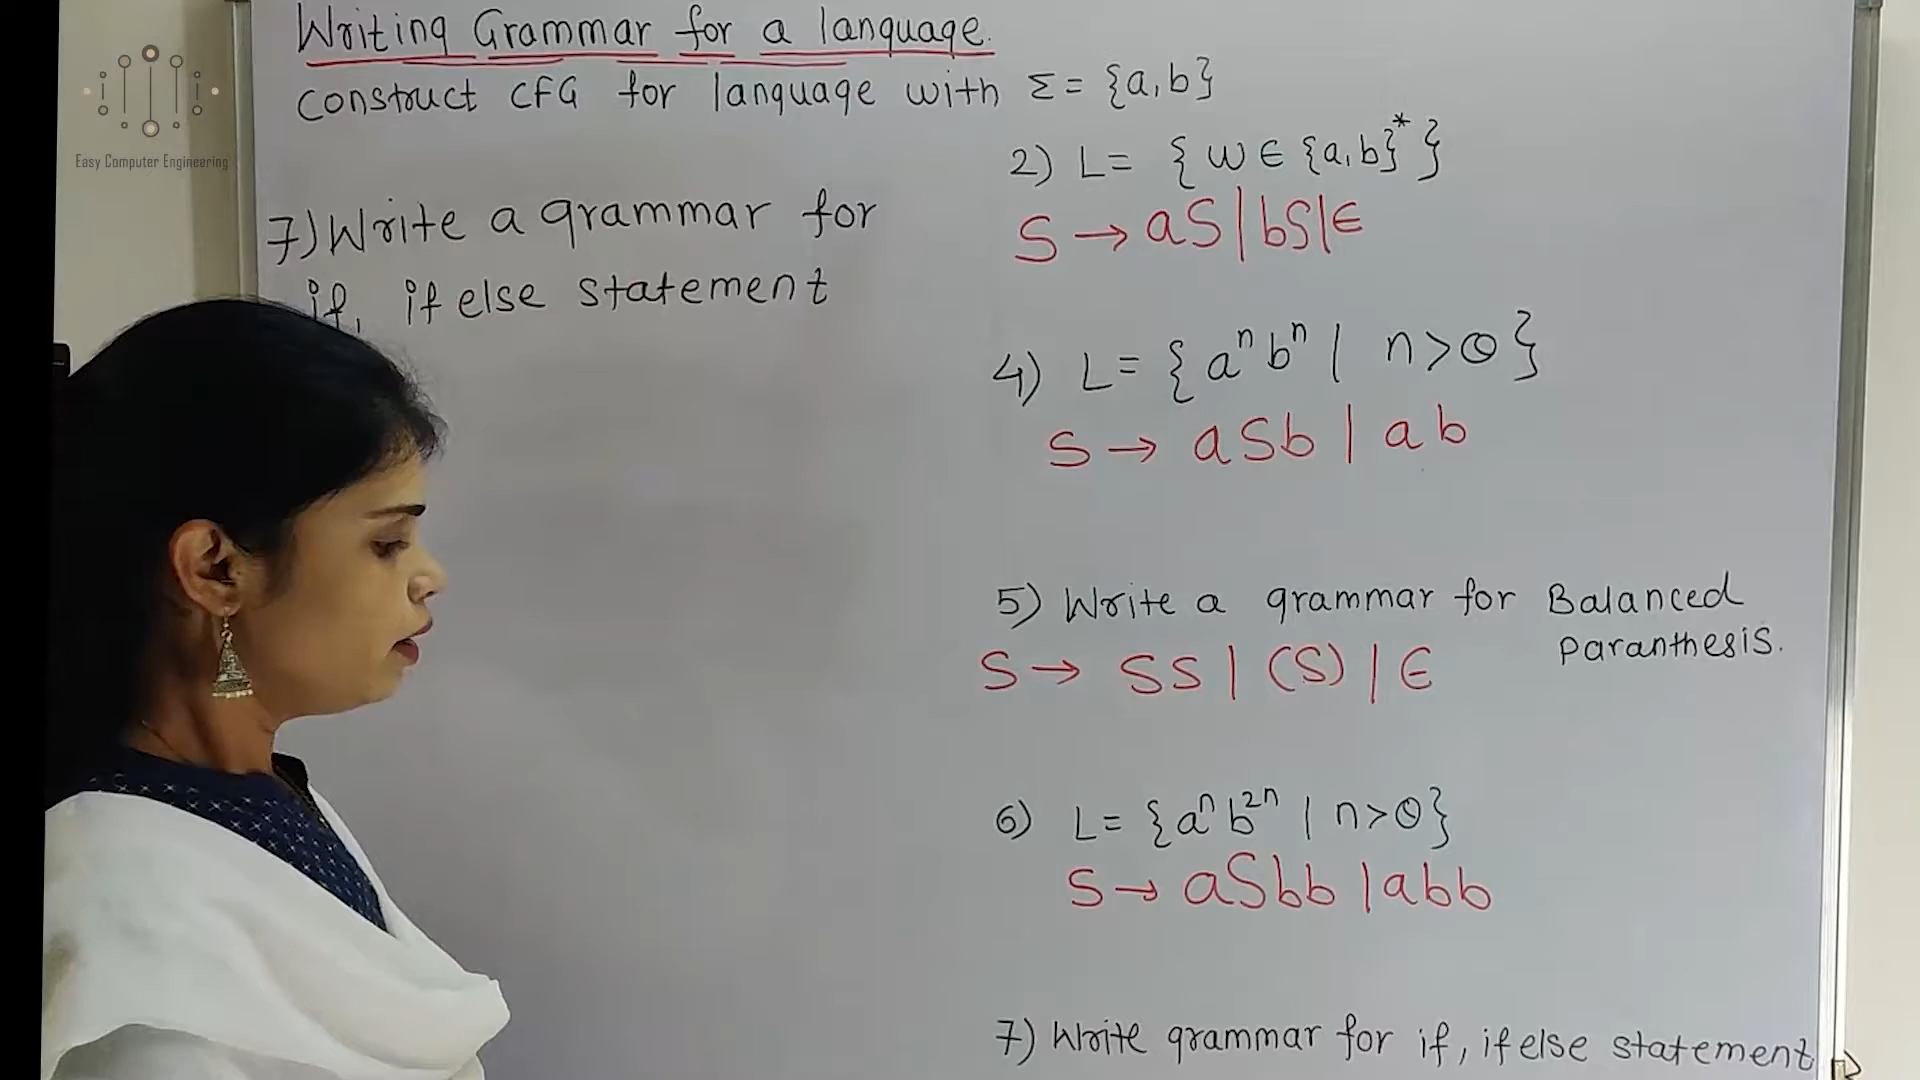 Writing Grammar for a language.
construct CFG for language with Σ = {a,b}
Easy Computer Engineering
7) Write a grammar for
if, if else statement
2) L = { w ∈ {a,b}* }
S → aS | bS | ∈
4) L = { aⁿ bⁿ | n > 0 }
S → aSb | ab
5) Write a grammar for Balanced
paranthesis.
S → SS | (S) | ∈
6) L = { aⁿ b²ⁿ | n > 0 }
S → aSbb | abb
7) Write grammar for if, if else statement